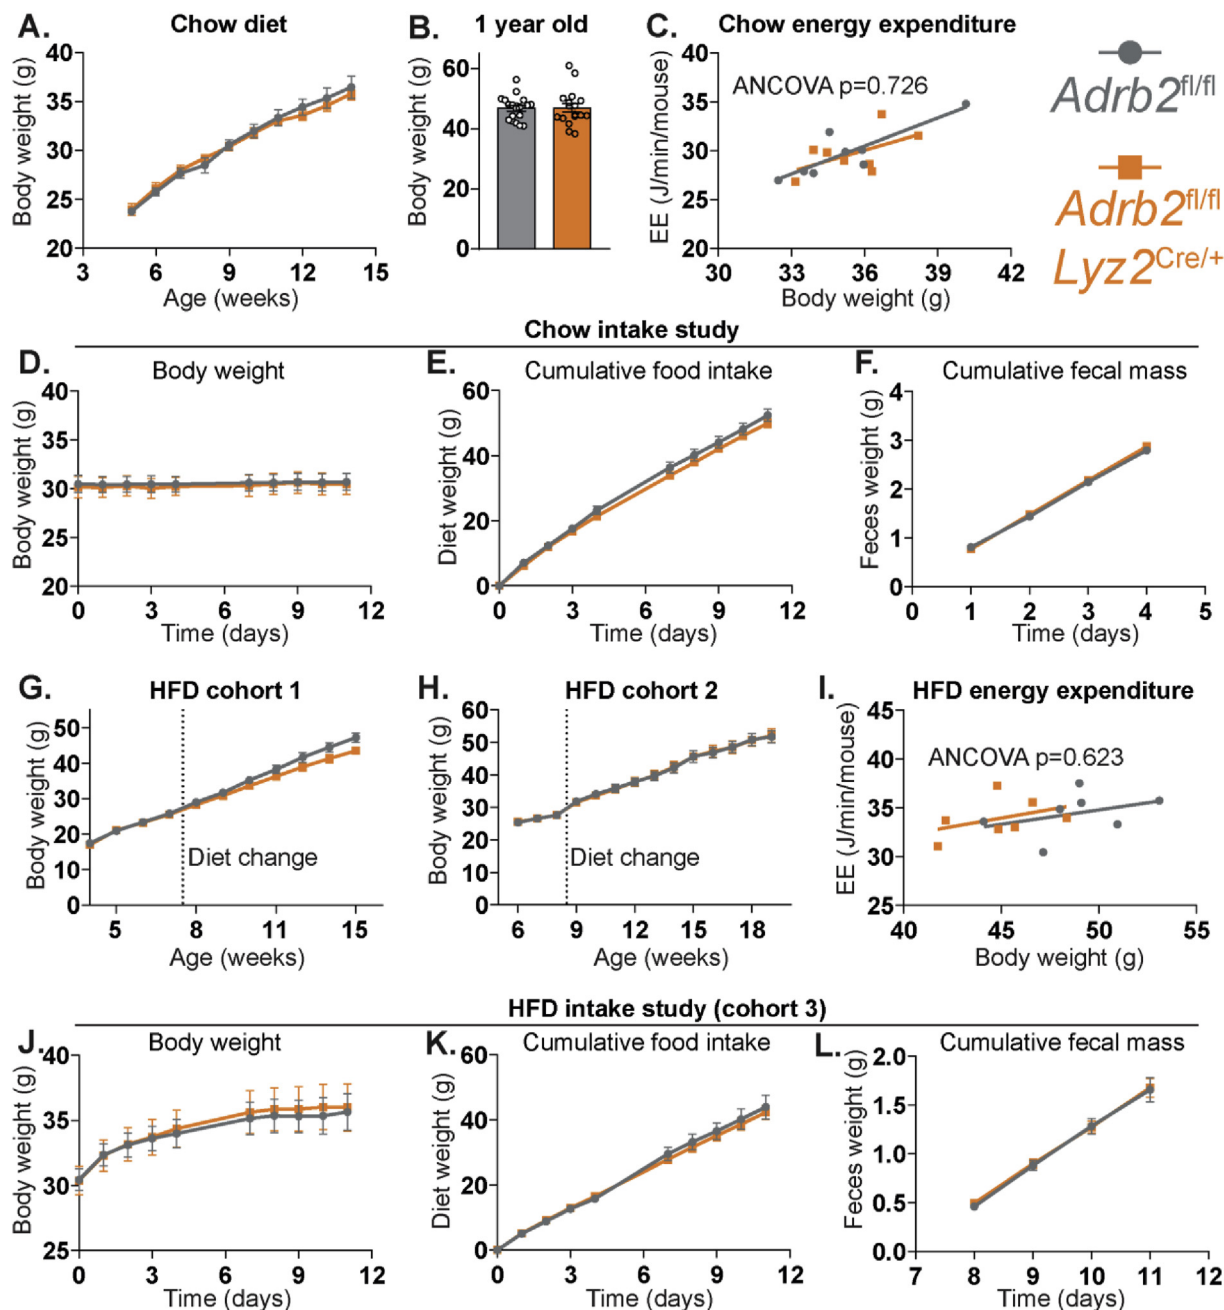 A. Chow diet
Body weight (g)
40
35
30
25
20
3 6 9 12 15
Age (weeks)
B. 1 year old
Body weight (g)
60
40
20
0
C. Chow energy expenditure
EE (J/min/mouse)
40
35
30
25
20
ANCOVA p=0.726
30 33 36 39 42
Body weight (g)
Adrb2fl/fl
Adrb2fl/fl
Lyz2Cre/+
Chow intake study
D. Body weight
Body weight (g)
40
35
30
25
20
0 3 6 9 12
Time (days)
E. Cumulative food intake
Diet weight (g)
60
40
20
0
0 3 6 9 12
Time (days)
F. Cumulative fecal mass
Feces weight (g)
4
3
2
1
0
0 1 2 3 4 5
Time (days)
G. HFD cohort 1
Body weight (g)
50
40
30
20
10
0
Diet change
5 8 11 15
Age (weeks)
H. HFD cohort 2
Body weight (g)
60
50
40
30
20
10
0
Diet change
6 9 12 15 18
Age (weeks)
I. HFD energy expenditure
EE (J/min/mouse)
45
40
35
30
25
ANCOVA p=0.623
40 45 50 55
Body weight (g)
HFD intake study (cohort 3)
J. Body weight
Body weight (g)
40
35
30
25
0 3 6 9 12
Time (days)
K. Cumulative food intake
Diet weight (g)
60
40
20
0
0 3 6 9 12
Time (days)
L. Cumulative fecal mass
Feces weight (g)
2.0
1.5
1.0
0.5
0.0
7 8 9 10 11 12
Time (days)